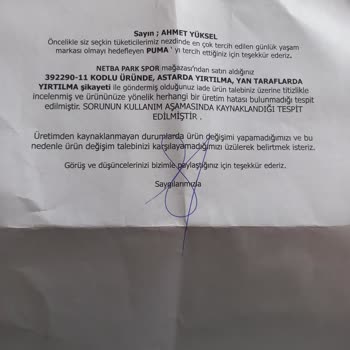 Sayın ; AHMET YÜKSEL
Öncelikle siz seçkin tüketicilerimiz nezdinde en çok tercih edilen günlük yaşam
markası olmayı hedefleyen PUMA ' yı tercih ettiğiniz için teşekkür ederiz.
NETBA PARK SPOR mağazası'ndan satın aldığınız
392290-11 KODLU ÜRÜNDE, ASTARDA YIRTILMA, YAN TARAFLARDA
YIRTILMA şikayeti ile göndermiş olduğunuz iade ürün talebiniz üzerine titizlikle
incelenmiş ve ürününüze yönelik herhangi bir üretim hatası bulunmadığı tespit
edilmiştir. SORUNUN KULLANIM AŞAMASINDA KAYNAKLANDIĞI TESPİT
EDİLMİŞTİR .
Üretimden kaynaklanmayan durumlarda ürün değişimi yapamadığımızı ve bu
nedenle ürün değişim talebinizi karşılayamadığımızı üzülerek belirtmek isteriz.
Görüş ve düşüncelerinizi bizimle paylaştığınız için teşekkür ederiz.
Saygılarımızla